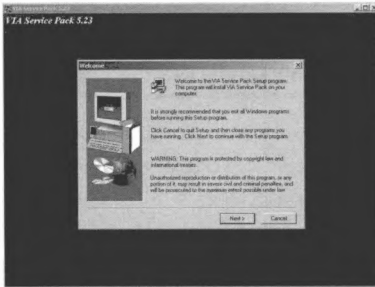 VIA Service Pack 5.23
VIA Service Pack 5.23
Welcome
Welcome to the VIA Service Pack Setup program.
This program will install VIA Service Pack on your
computer.
It is strongly recommended that you exit all Windows programs
before running this Setup program.
Click Cancel to quit Setup and then close any programs you
have running. Click Next to continue with the Setup program.
WARNING: This program is protected by copyright law and
international treaties.
Unauthorized reproduction or distribution of this program, or any
portion of it, may result in severe civil and criminal penalties, and
will be prosecuted to the maximum extent possible under law.
Next >
Cancel